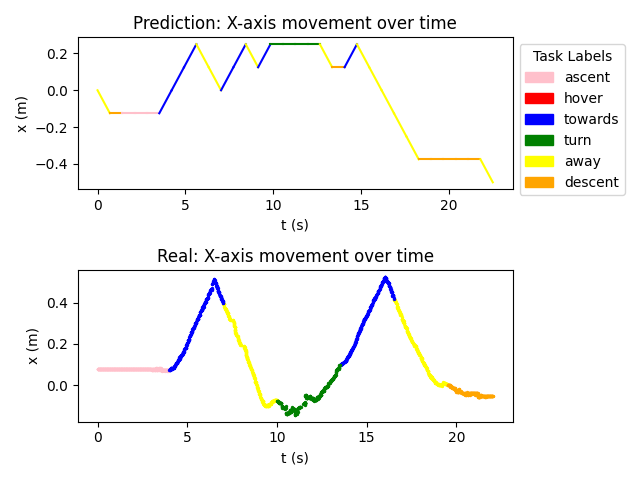 Prediction: X-axis movement over time
0.2
0.0
−0.2
−0.4
x (m)
0 5 10 15 20
t (s)
Task Labels
ascent
hover
towards
turn
away
descent
Real: X-axis movement over time
0.4
0.2
0.0
x (m)
0 5 10 15 20
t (s)